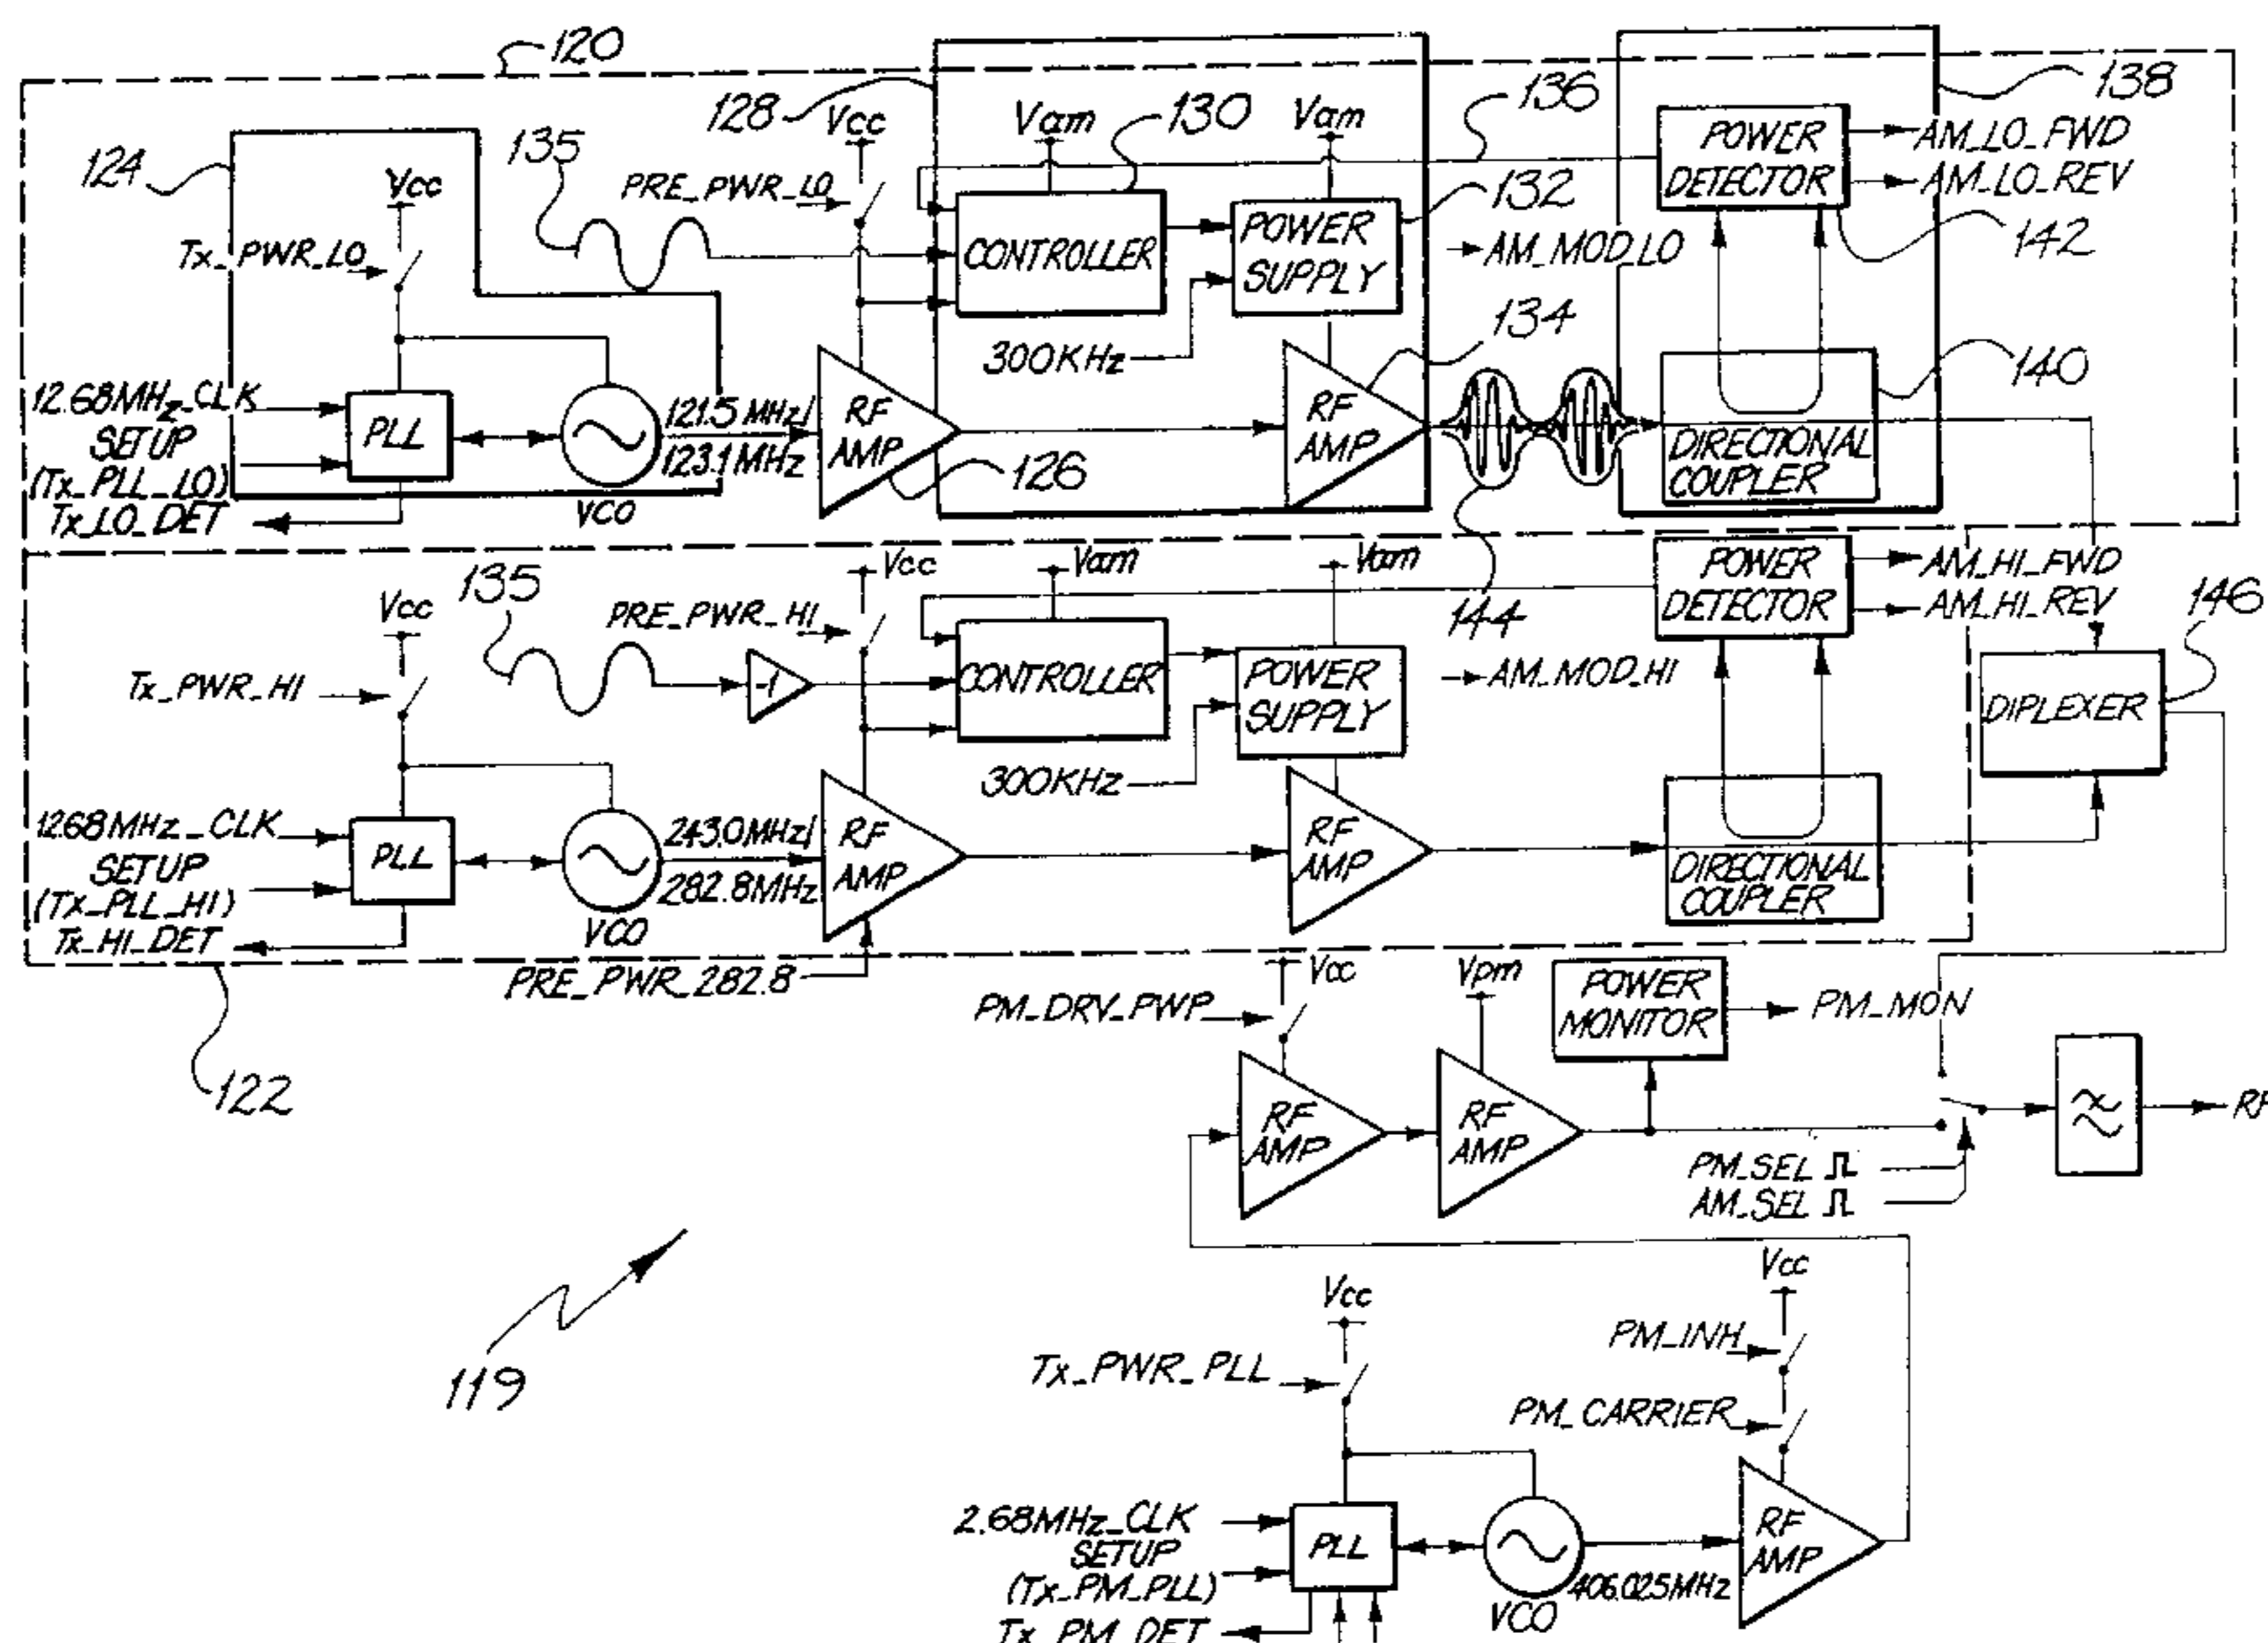 120
128
Vcc
Vam
130
Vam
136
138
POWER
DETECTOR
AM_LO_FWD
AM_LO_REV
124
Vcc
135
PRE_PWR_LO
132
142
Tx_PWR_LO
CONTROLLER
POWER
SUPPLY
AM_MOD_LO
300KHz
134
140
12.68MHz_CLK
SETUP
(Tx_PLL_LO)
Tx_LO_DET
PLL
VCO
121.5 MHz/
123.1 MHz
RF
AMP
126
RF
AMP
DIRECTIONAL
COUPLER
144
135
Vcc
PRE_PWR_HI
Vcc
Vam
Vam
POWER
DETECTOR
AM_HI_FWD
AM_HI_REV
146
Tx_PWR_HI
-1
CONTROLLER
POWER
SUPPLY
AM_MOD_HI
DIPLEXER
300KHz
12.68MHz_CLK
SETUP
(Tx_PLL_HI)
Tx_HI_DET
PLL
VCO
243.0MHz/
282.8MHz
RF
AMP
RF
AMP
DIRECTIONAL
COUPLER
PRE_PWR_282.8
122
PM_DRV_PWP
Vcc
Vpm
POWER
MONITOR
PM_MON
RF
AMP
RF
AMP
RF
PM_SEL
AM_SEL
119
Vcc
Vcc
Tx_PWR_PLL
PM_INH
PM_CARRIER
2.68MHz_CLK
SETUP
(Tx_PM_PLL)
Tx_PM_DET
PLL
VCO
406.025MHz
RF
AMP